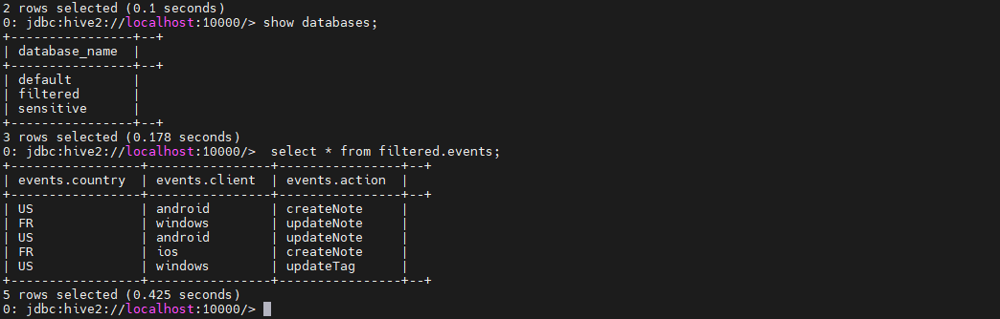 2 rows selected (0.1 seconds)
0: jdbc:hive2://localhost:10000/> show databases;
+----------------+--+
| database_name  |
+----------------+--+
| default        |
| filtered       |
| sensitive      |
+----------------+--+
3 rows selected (0.178 seconds)
0: jdbc:hive2://localhost:10000/>  select * from filtered.events;
+-----------------+----------------+----------------+--+
| events.country  | events.client  | events.action  |
+-----------------+----------------+----------------+--+
| US              | android        | createNote     |
| FR              | windows        | updateNote     |
| US              | android        | updateNote     |
| FR              | ios            | createNote     |
| US              | windows        | updateTag      |
+-----------------+----------------+----------------+--+
5 rows selected (0.425 seconds)
0: jdbc:hive2://localhost:10000/>